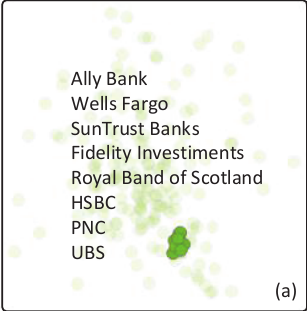 Ally Bank
Wells Fargo
SunTrust Banks
Fidelity Investiments
Royal Band of Scotland
HSBC
PNC
UBS
(a)